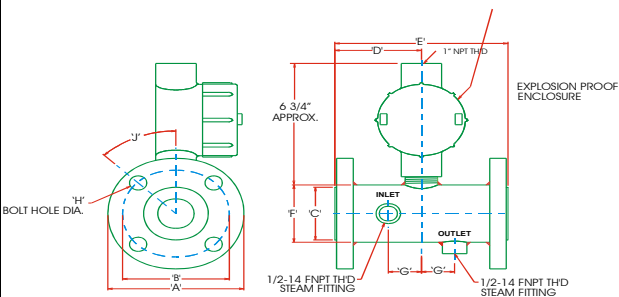 'E'
'D'
1" NPT TH'D
6 3/4"
APPROX.
EXPLOSION PROOF
ENCLOSURE
'J'
'H'
BOLT HOLE DIA.
INLET
'F'
'C'
OUTLET
'B'
'A'
'G'
'G'
1/2-14 FNPT TH'D
STEAM FITTING
1/2-14 FNPT TH'D
STEAM FITTING